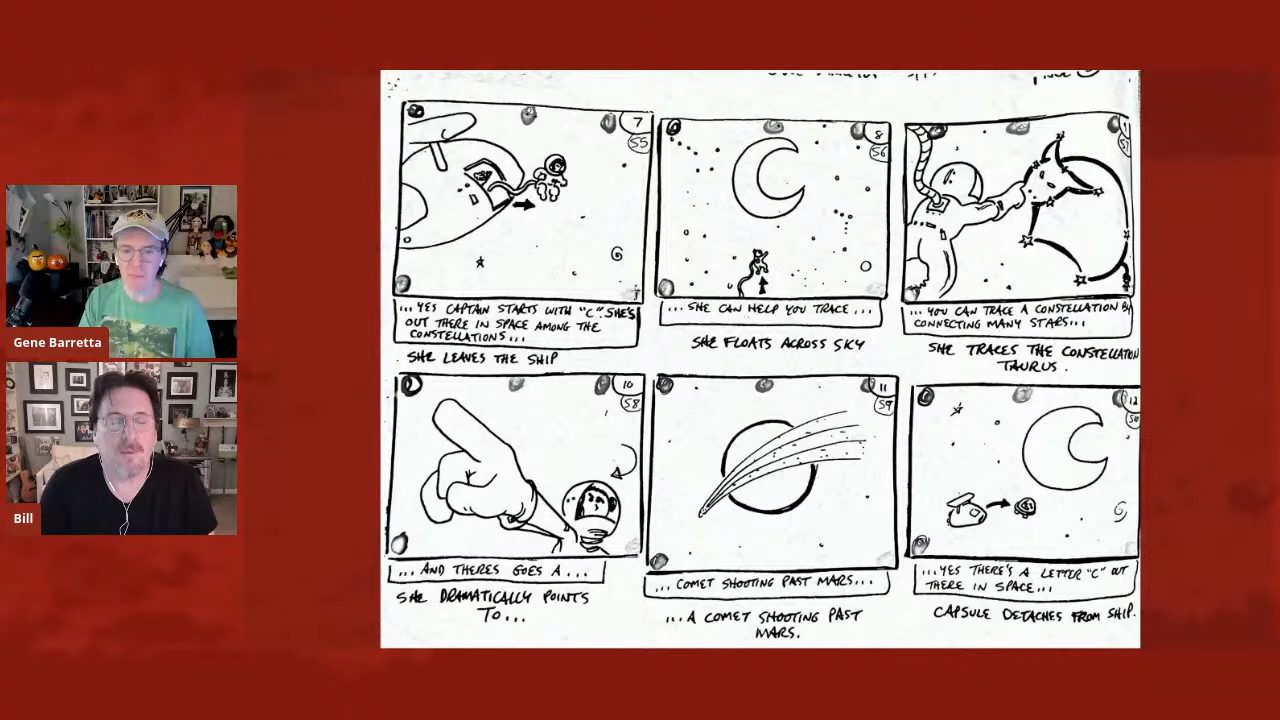 7
55
...YES CAPTAIN STARTS WITH "C". SHE'S
OUT THERE IN SPACE AMONG THE
CONSTELLATIONS...
SHE LEAVES THE SHIP
8
56
...SHE CAN HELP YOU TRACE...
SHE FLOATS ACROSS SKY
...YOU CAN TRACE A CONSTELLATION BY
CONNECTING MANY STARS...
SHE TRACES THE CONSTELLATION
TAURUS.
10
58
...AND THERES GOES A...
SHE DRAMATICALLY POINTS
TO...
11
59
...COMET SHOOTING PAST MARS...
...A COMET SHOOTING PAST
MARS.
12
...YES THERE'S A LETTER "C" OUT
THERE IN SPACE...
CAPSULE DETACHES FROM SHIP.
Gene Barretta
Bill